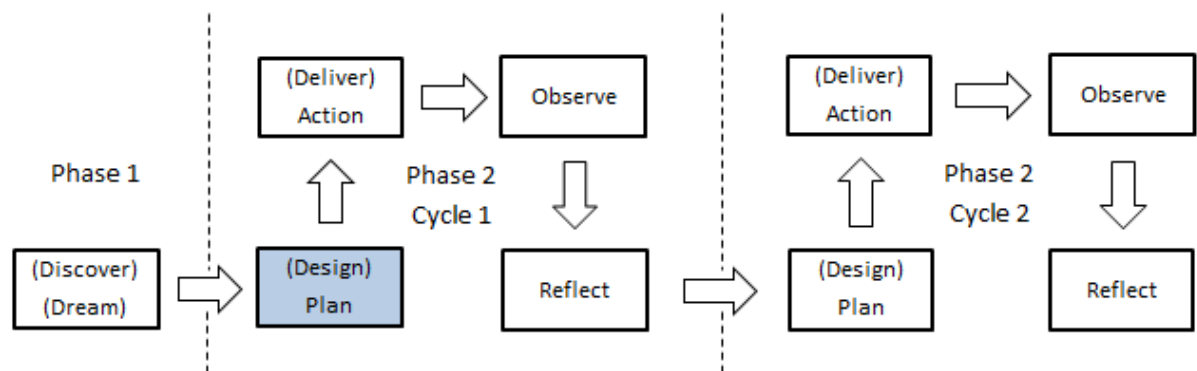 Phase 1
(Discover)
(Dream)
(Deliver)
Action
Observe
Phase 2
Cycle 1
(Design)
Plan
Reflect
(Deliver)
Action
Observe
Phase 2
Cycle 2
(Design)
Plan
Reflect